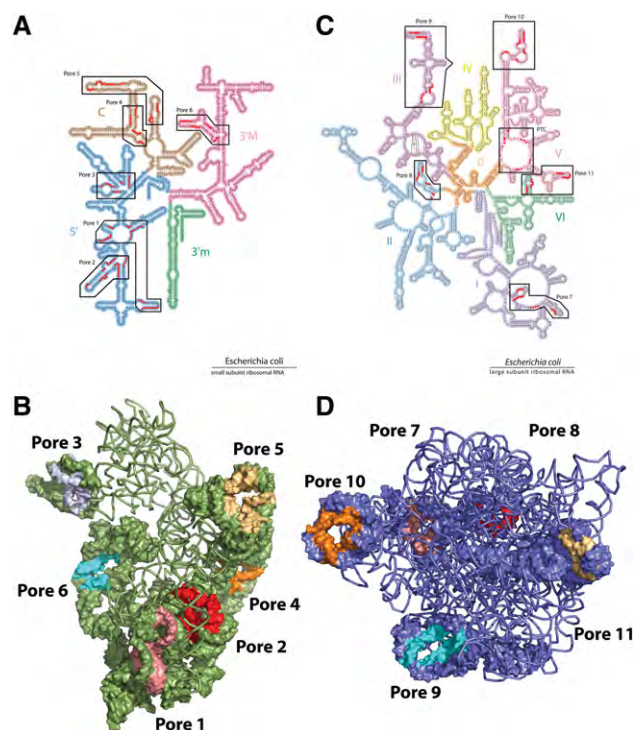 A
Pore 5
C
Pore 4
Pore 6
3'M
Pore 3
5'
Pore 1
Pore 2
3'm
Escherichia coli
small subunit ribosomal RNA
C
Pore 9
Pore 10
III
IV
PTC
V
Pore 8
Pore 11
II
VI
I
Pore 7
Escherichia coli
large subunit ribosomal RNA
B
Pore 3
Pore 5
Pore 6
Pore 4
Pore 2
Pore 1
D
Pore 7
Pore 8
Pore 10
Pore 11
Pore 9